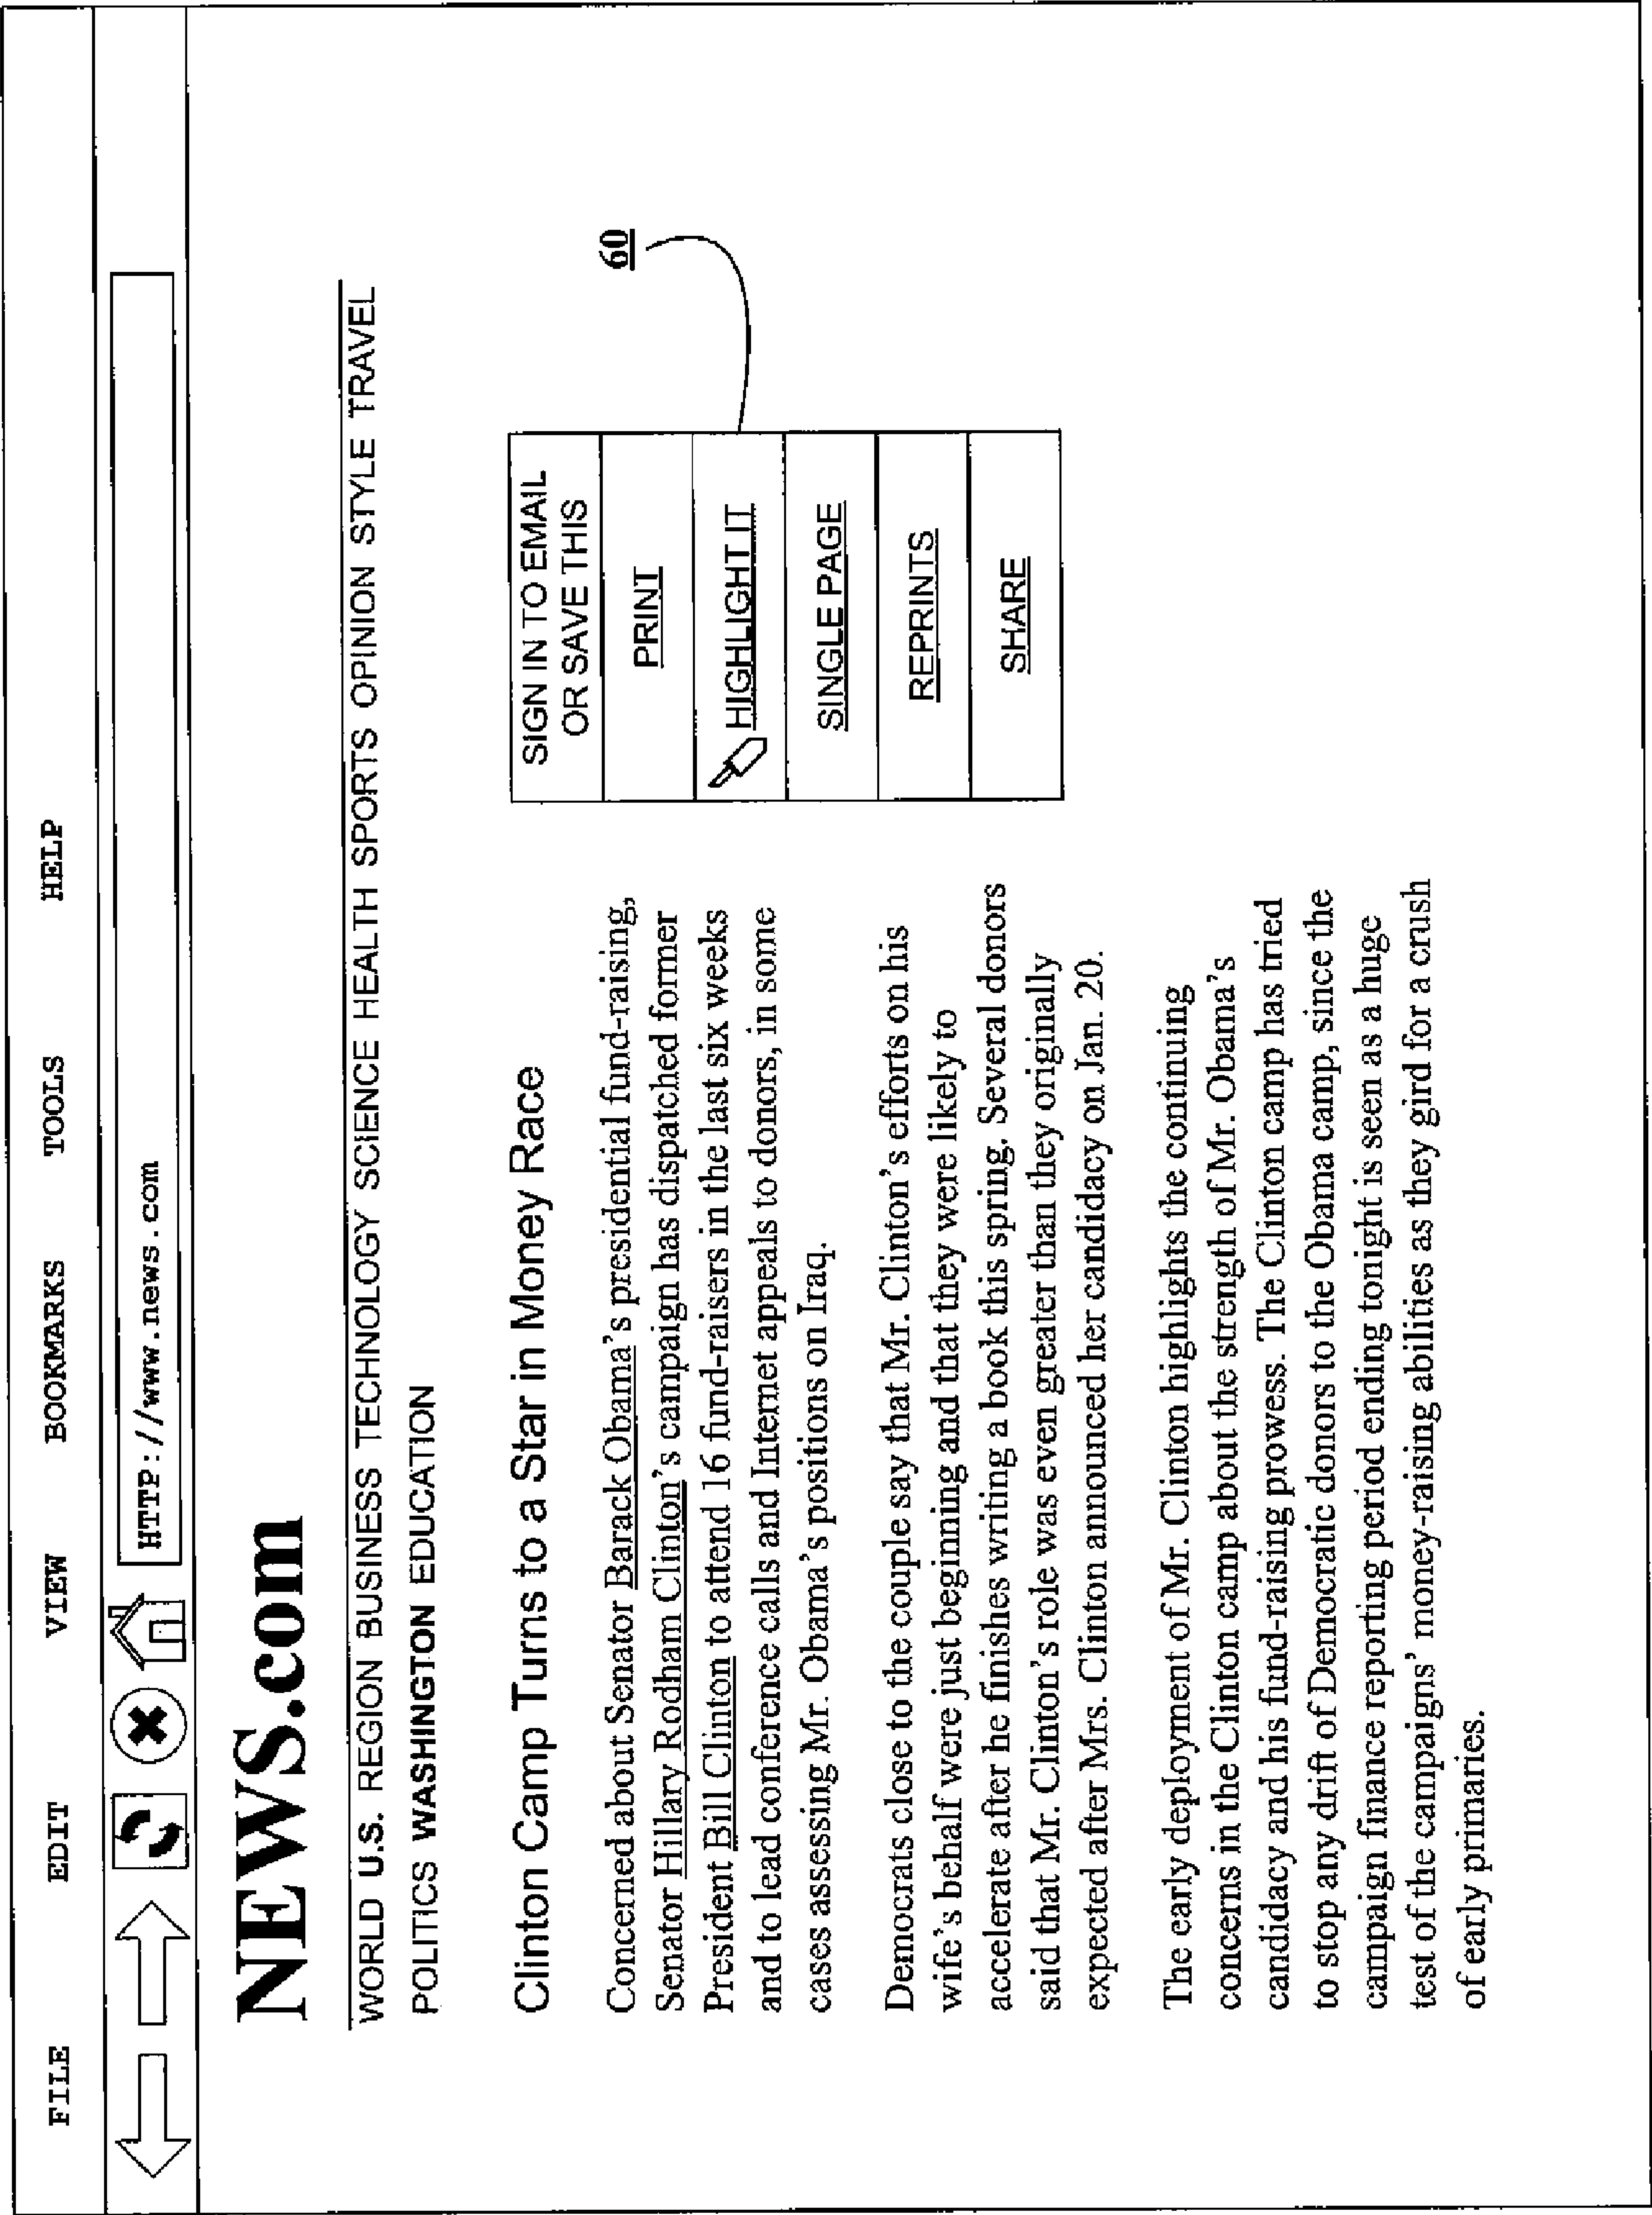 FILE EDIT VIEW BOOKMARKS TOOLS HELP
HTTP://www.news.com
NEWS.com
WORLD U.S. REGION BUSINESS TECHNOLOGY SCIENCE HEALTH SPORTS OPINION STYLE TRAVEL
POLITICS WASHINGTON EDUCATION
Clinton Camp Turns to a Star in Money Race
Concerned about Senator Barack Obama's presidential fund-raising,
Senator Hillary Rodham Clinton's campaign has dispatched former
President Bill Clinton to attend 16 fund-raisers in the last six weeks
and to lead conference calls and Internet appeals to donors, in some
cases assessing Mr. Obama's positions on Iraq.
Democrats close to the couple say that Mr. Clinton's efforts on his
wife's behalf were just beginning and that they were likely to
accelerate after he finishes writing a book this spring. Several donors
said that Mr. Clinton's role was even greater than they originally
expected after Mrs. Clinton announced her candidacy on Jan. 20.
The early deployment of Mr. Clinton highlights the continuing
concerns in the Clinton camp about the strength of Mr. Obama's
candidacy and his fund-raising prowess. The Clinton camp has tried
to stop any drift of Democratic donors to the Obama camp, since the
campaign finance reporting period ending tonight is seen as a huge
test of the campaigns' money-raising abilities as they gird for a crush
of early primaries.
SIGN IN TO EMAIL
OR SAVE THIS
PRINT
HIGHLIGHT IT
SINGLE PAGE
REPRINTS
SHARE
60